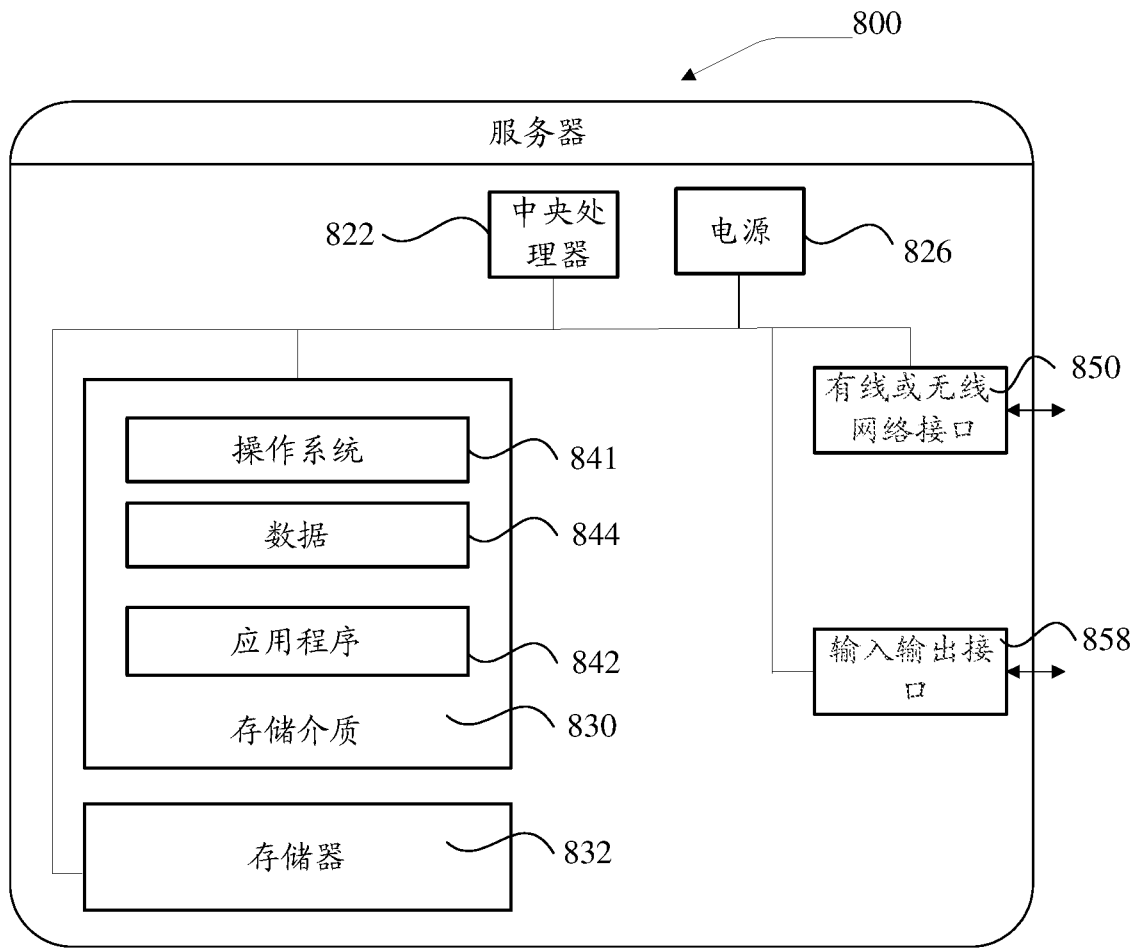 800
服务器
822
中央处
理器
电源
826
850
有线或无线
网络接口
操作系统
841
数据
844
应用程序
842
858
输入输出接
口
存储介质
830
存储器
832